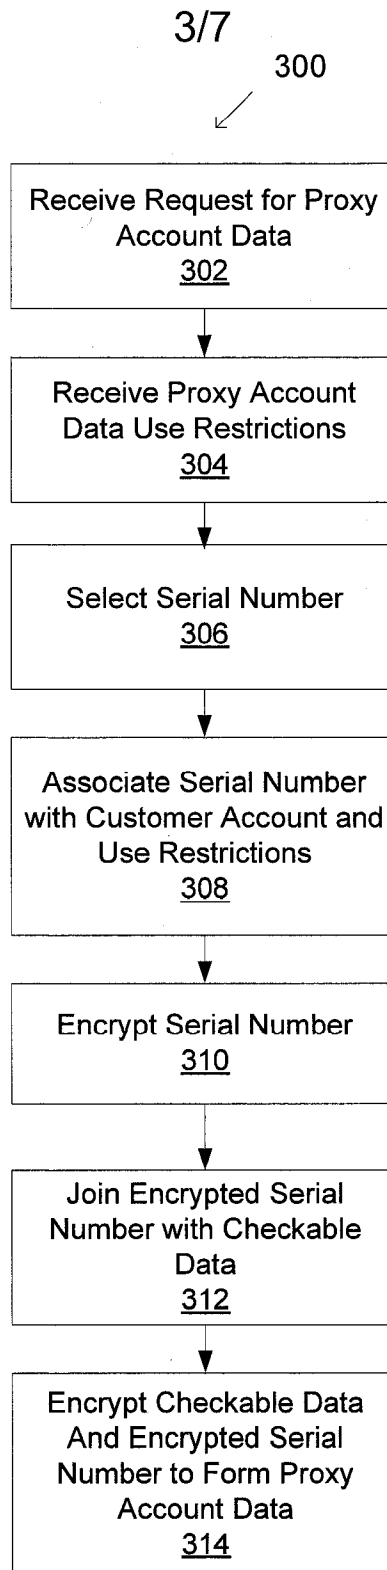 3/7
300
Receive Request for Proxy
Account Data
302
Receive Proxy Account
Data Use Restrictions
304
Select Serial Number
306
Associate Serial Number
with Customer Account and
Use Restrictions
308
Encrypt Serial Number
310
Join Encrypted Serial
Number with Checkable
Data
312
Encrypt Checkable Data
And Encrypted Serial
Number to Form Proxy
Account Data
314